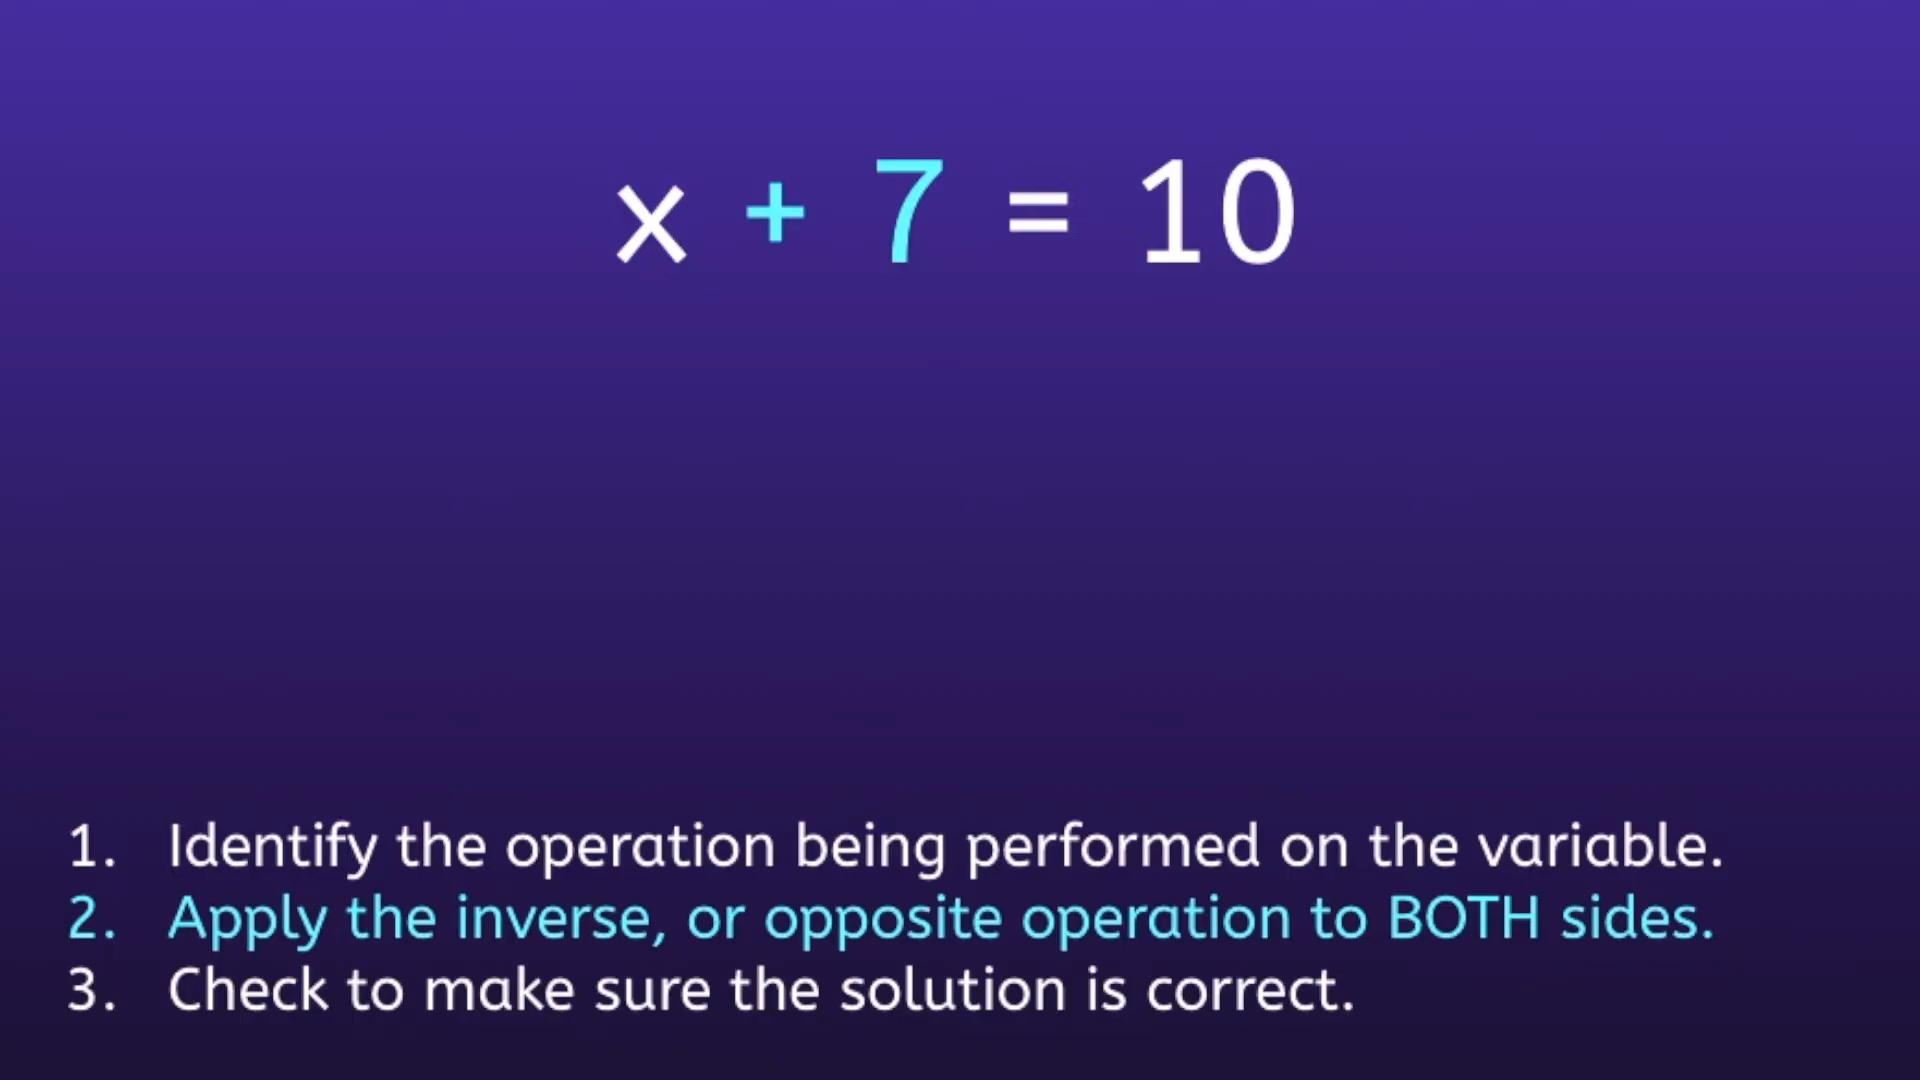 x + 7 = 10
1. Identify the operation being performed on the variable.
2. Apply the inverse, or opposite operation to BOTH sides.
3. Check to make sure the solution is correct.